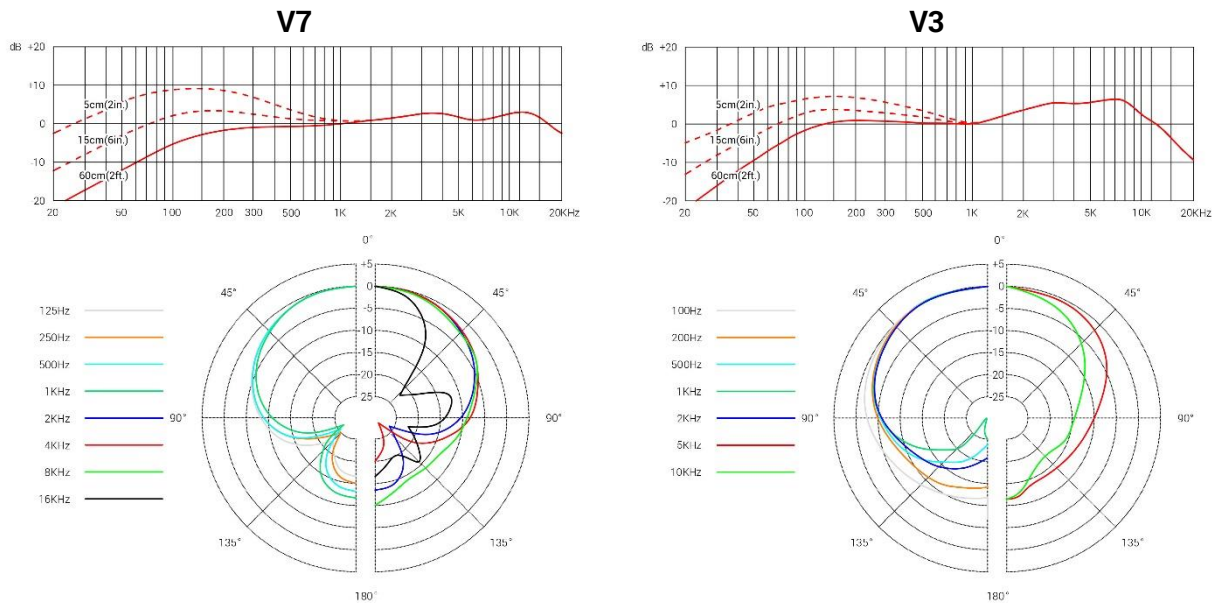 V7
V3
dB +20
+10
0
-10
20
5cm(2in.)
15cm(6in.)
60cm(2ft.)
20 50 100 200 300 500 1K 2K 5K 10K 20KHz
dB +20
+10
0
-10
-20
5cm(2in.)
15cm(6in.)
60cm(2ft.)
20 50 100 200 300 500 1K 2K 5K 10K 20KHz
125Hz
250Hz
500Hz
1KHz
2KHz
4KHz
8KHz
16KHz
0°
45°
45°
90°
90°
135°
135°
180°
+5
0
-5
-10
-15
-20
-25
100Hz
200Hz
500Hz
1KHz
2KHz
5KHz
10KHz
0°
45°
45°
90°
90°
135°
135°
180°
+5
0
-5
-10
-15
-20
-25